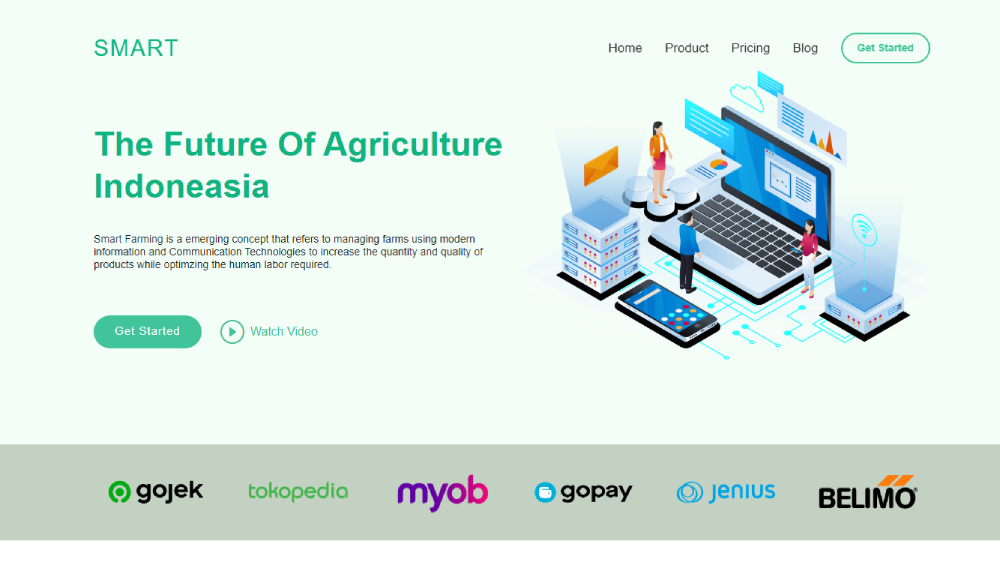 SMART
Home
Product
Pricing
Blog
Get Started
The Future Of Agriculture
Indoneasia
Smart Farming is a emerging concept that refers to managing farms using modern
information and Communication Technologies to increase the quantity and quality of
products while optimzing the human labor required.
Get Started
Watch Video
gojek
tokopedia
myob
gopay
jenius
BELIMO